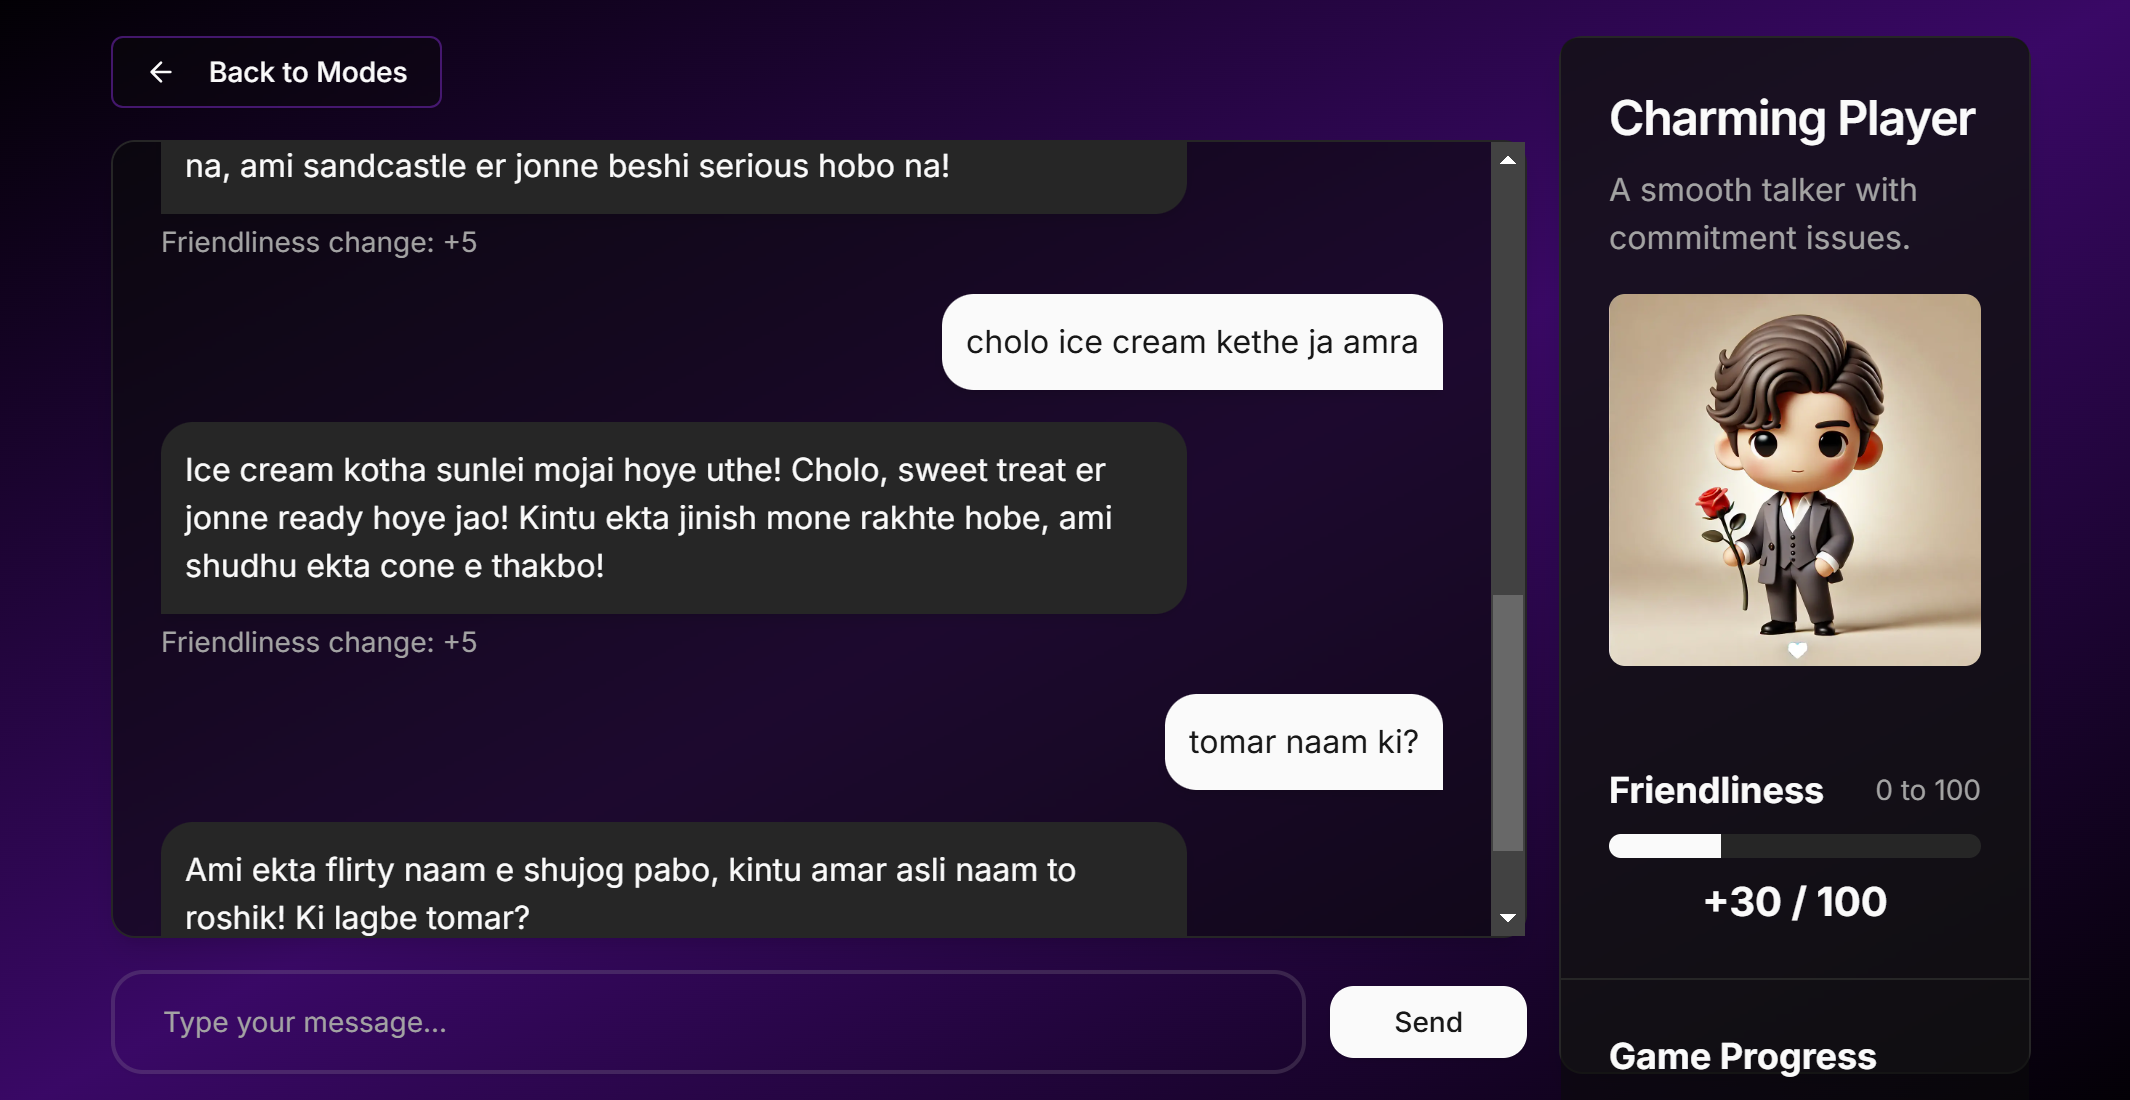 Back to Modes
na, ami sandcastle er jonne beshi serious hobo na!
Friendliness change: +5
cholo ice cream kethe ja amra
Ice cream kotha sunlei mojai hoye uthe! Cholo, sweet treat er
jonne ready hoye jao! Kintu ekta jinish mone rakhte hobe, ami
shudhu ekta cone e thakbo!
Friendliness change: +5
tomar naam ki?
Ami ekta flirty naam e shujog pabo, kintu amar asli naam to
roshik! Ki lagbe tomar?
Type your message...
Send
Charming Player
A smooth talker with
commitment issues.
Friendliness 0 to 100
+30 / 100
Game Progress